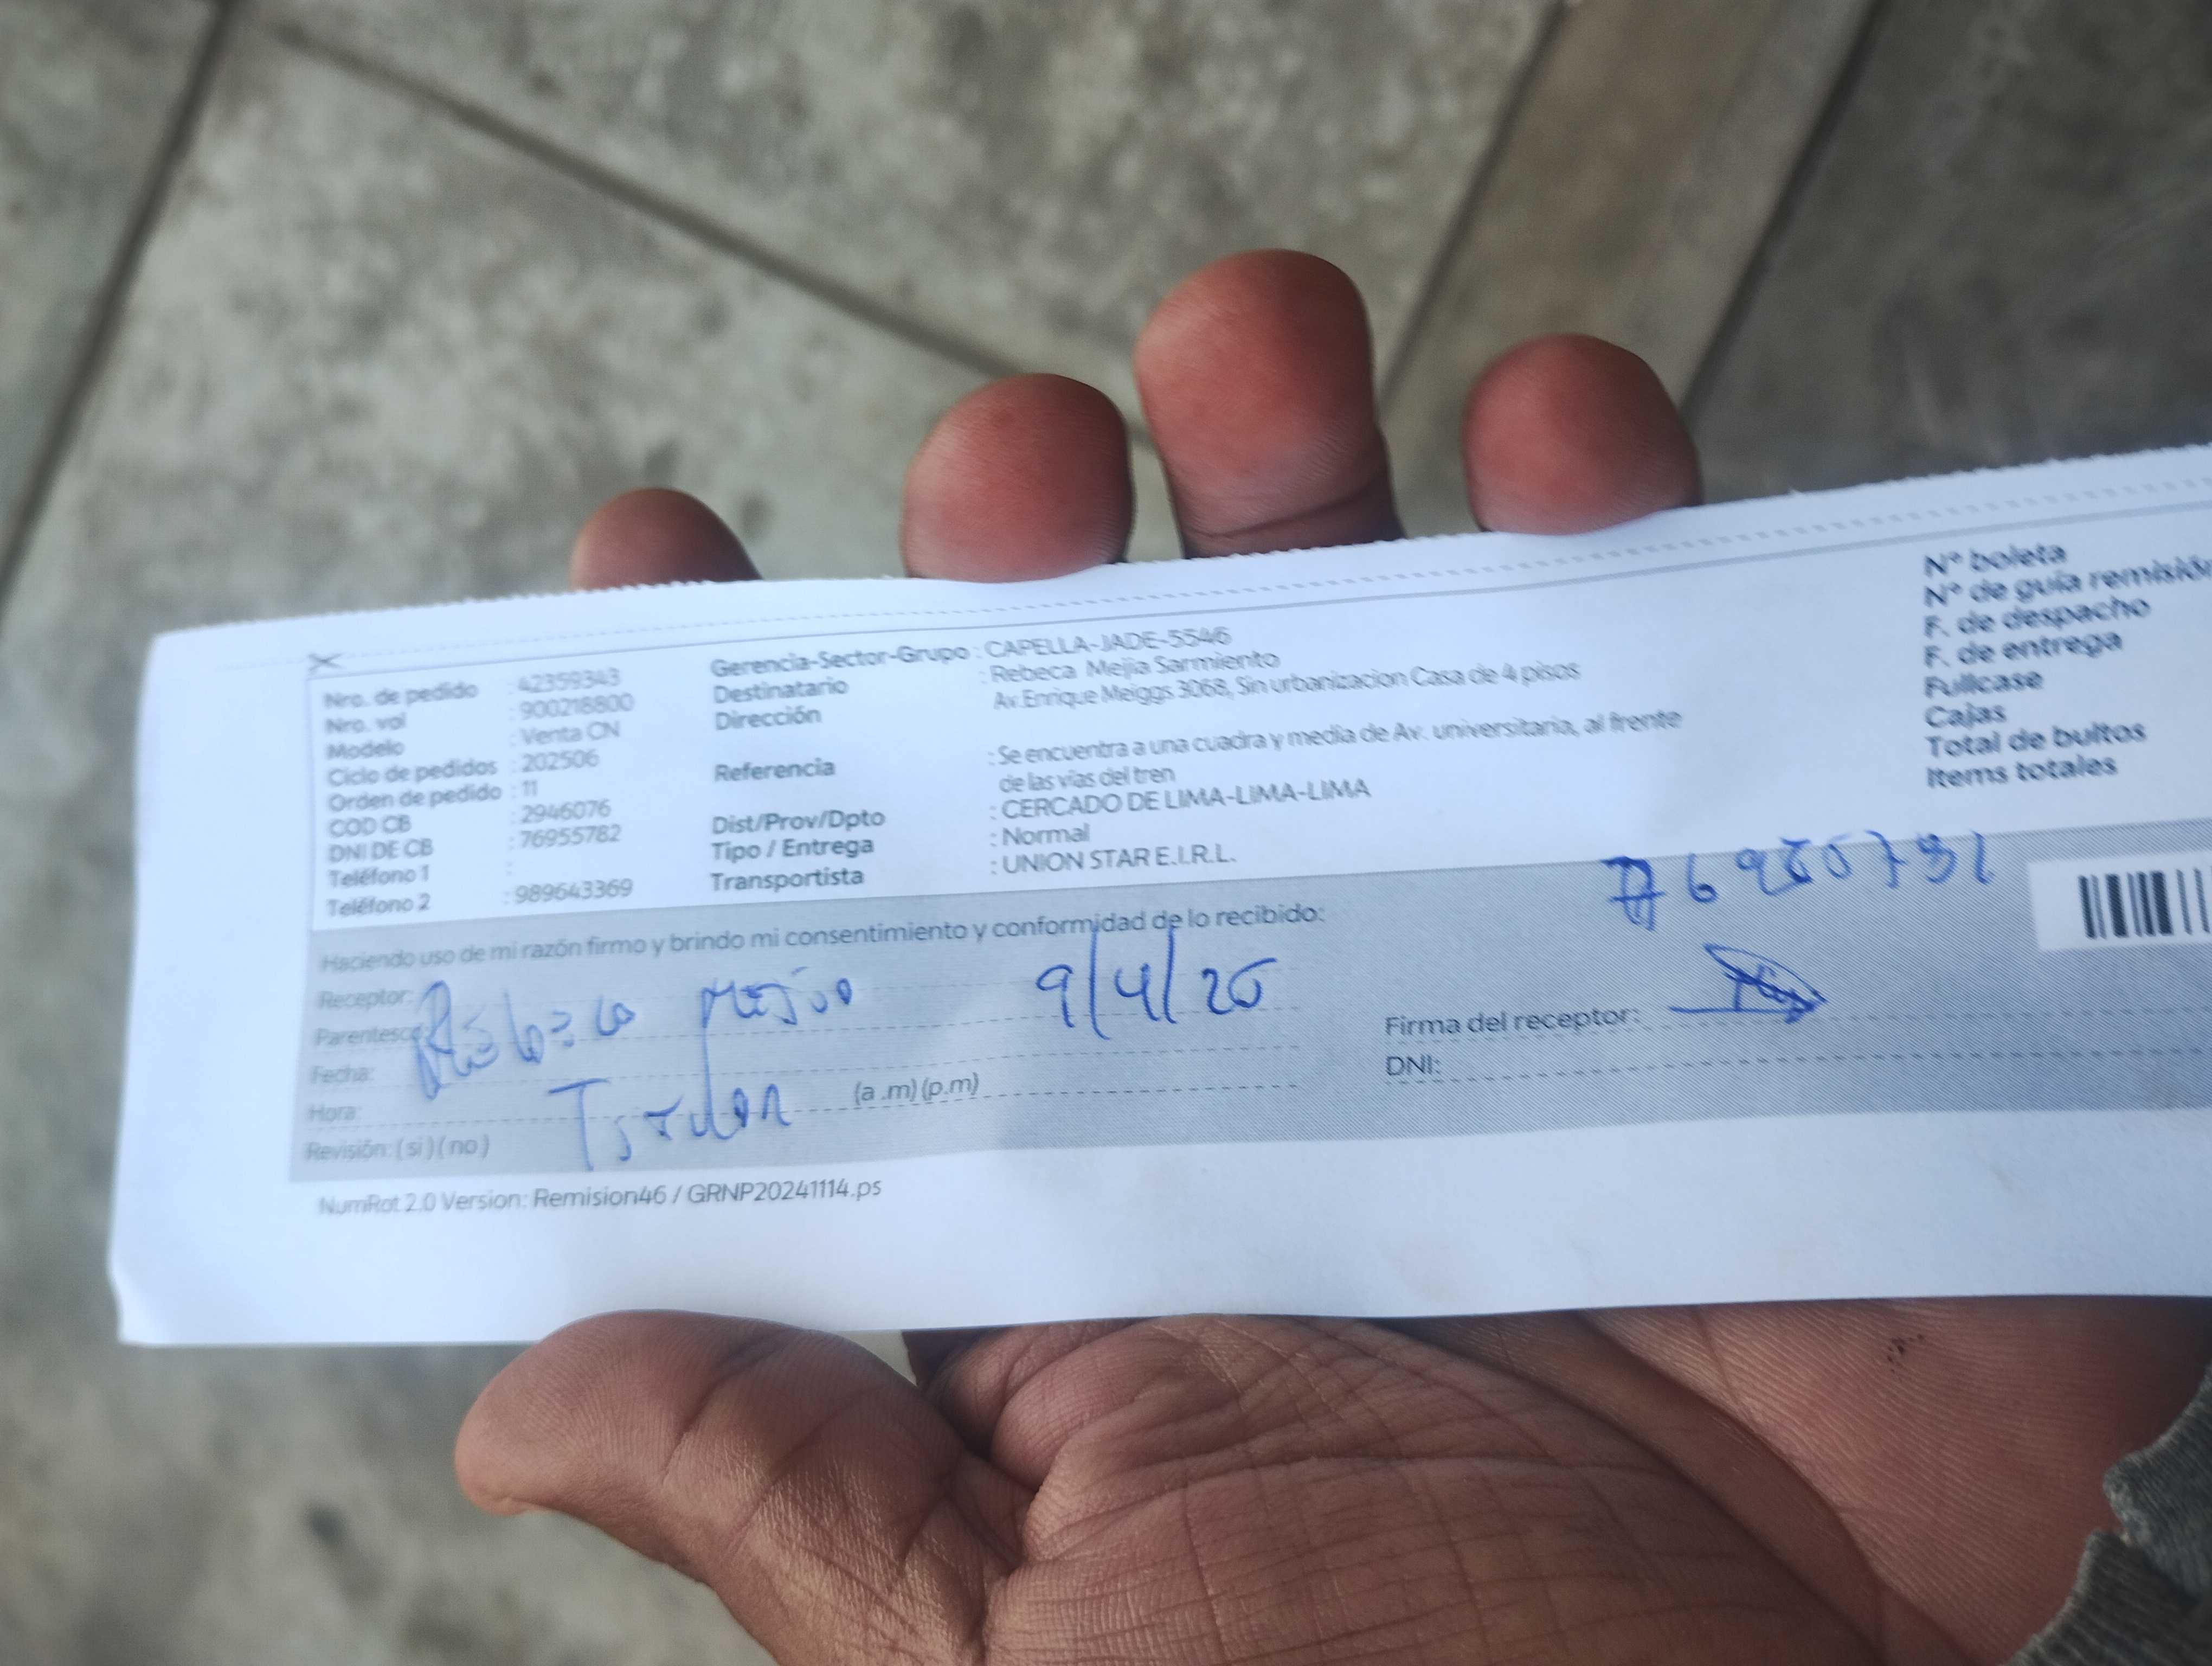 Nro. de pedido : 42359343
Nro. vol : 900218800
Modelo : Venta CN
Ciclo de pedidos : 202506
Orden de pedido : 11
COD CB : 2946076
DNI DE CB : 76955782
Teléfono 1 :
Teléfono 2 : 989643369
Gerencia-Sector-Grupo : CAPELLA-JADE-5546
Destinatario : Rebeca Mejia Sarmiento
Dirección Av.Enrique Meiggs 3068, Sin urbanizacion Casa de 4 pisos
Referencia : Se encuentra a una cuadra y media de Av. universitaria, al frente
de las vías del tren
Dist/Prov/Dpto : CERCADO DE LIMA-LIMA-LIMA
Tipo / Entrega : Normal
Transportista : UNION STAR E.I.R.L.
N° boleta
N° de guía remisión
F. de despacho
F. de entrega
Fullcase
Cajas
Total de bultos
Items totales
Haciendo uso de mi razón firmo y brindo mi consentimiento y conformidad de lo recibido:
Receptor:
Parentesco
Fecha: 9/4/25
Hora: (a .m) (p.m)
Revisión: ( si ) ( no )
Firma del receptor:
DNI:
NumRot 2.0 Version: Remision46 / GRNP20241114.ps